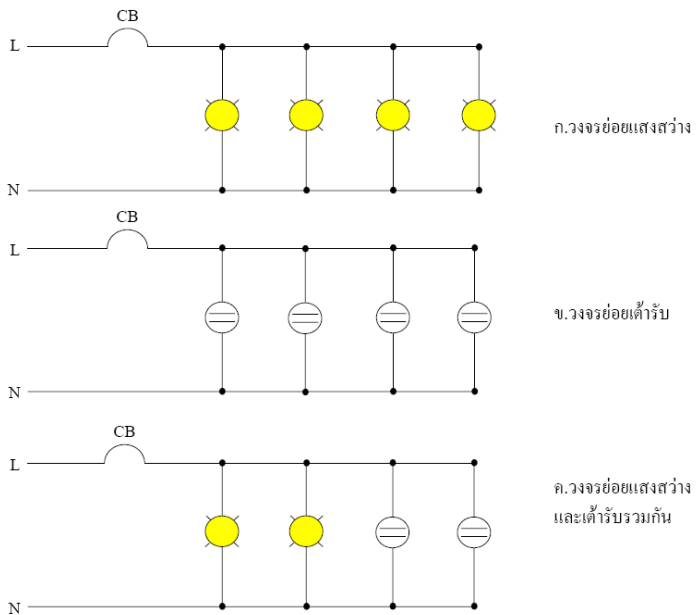 CB
L
ก.วงจรย่อยแสงสว่าง
N
CB
L
ข.วงจรย่อยเต้ารับ
N
CB
L
ค.วงจรย่อยแสงสว่าง
และเต้ารับรวมกัน
N